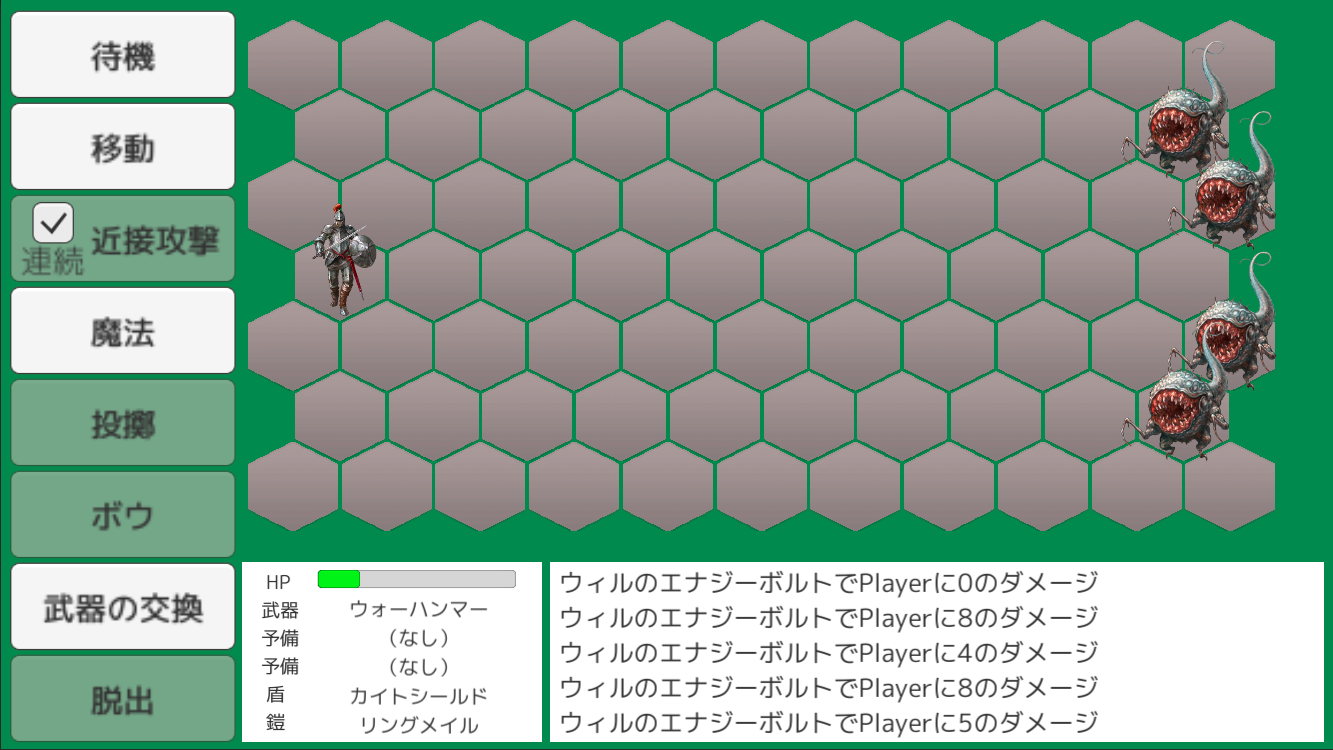 待機
移動
連続 近接攻撃
魔法
投擲
ボウ
武器の交換
脱出
HP
武器 ウォーハンマー
予備 （なし）
予備 （なし）
盾 カイトシールド
鎧 リングメイル
ウィルのエナジーボルトでPlayerに0のダメージ
ウィルのエナジーボルトでPlayerに8のダメージ
ウィルのエナジーボルトでPlayerに4のダメージ
ウィルのエナジーボルトでPlayerに8のダメージ
ウィルのエナジーボルトでPlayerに5のダメージ